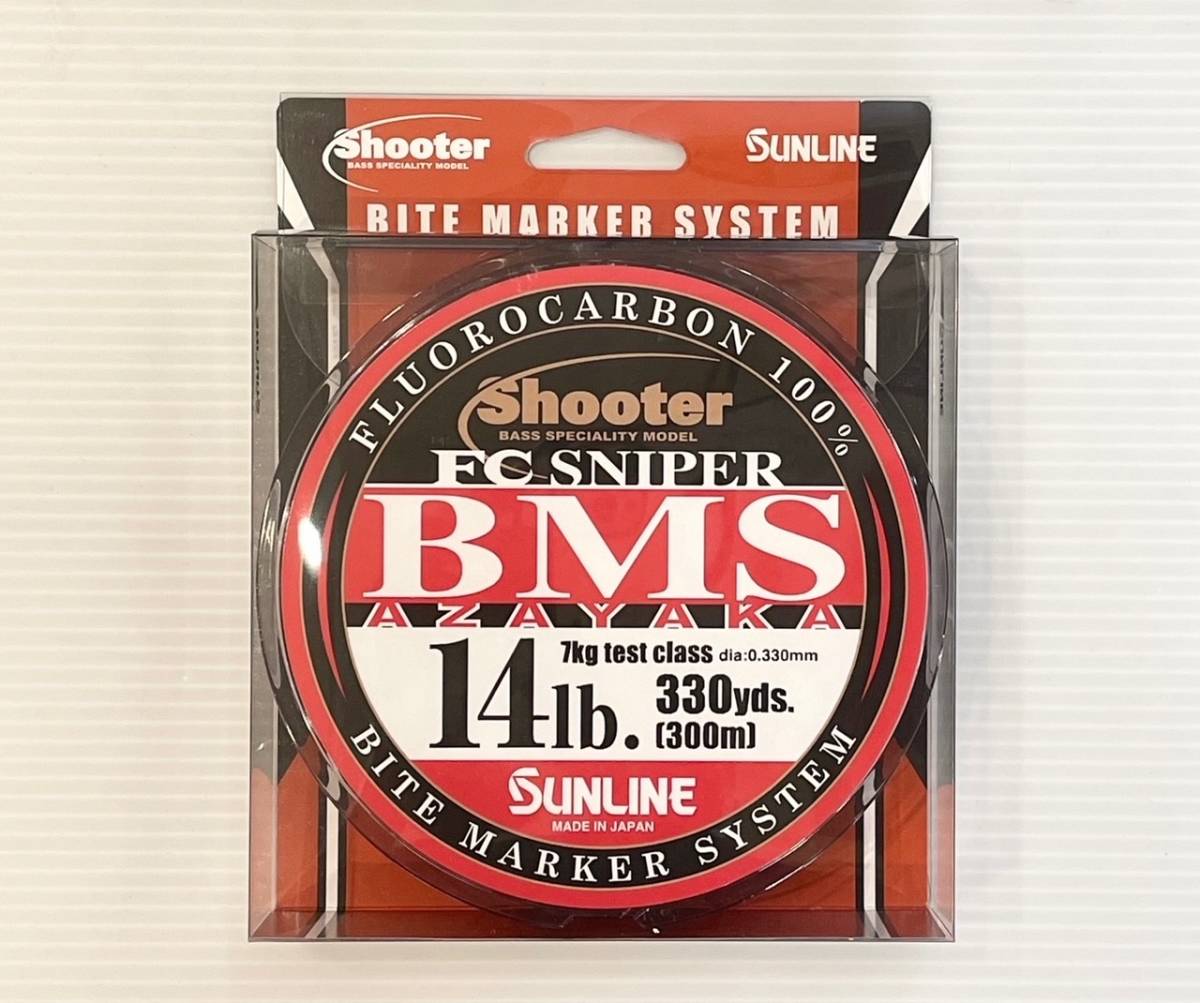 Shooter
BASS SPECIALITY MODEL
SUNLINE
BITE MARKER SYSTEM
FLUOROCARBON 100%
Shooter
BASS SPECIALITY MODEL
FC SNIPER
BMS
AZAYAKA
14lb.
7kg test class dia:0.330mm
330yds.
(300m)
SUNLINE
MADE IN JAPAN
BITE MARKER SYSTEM